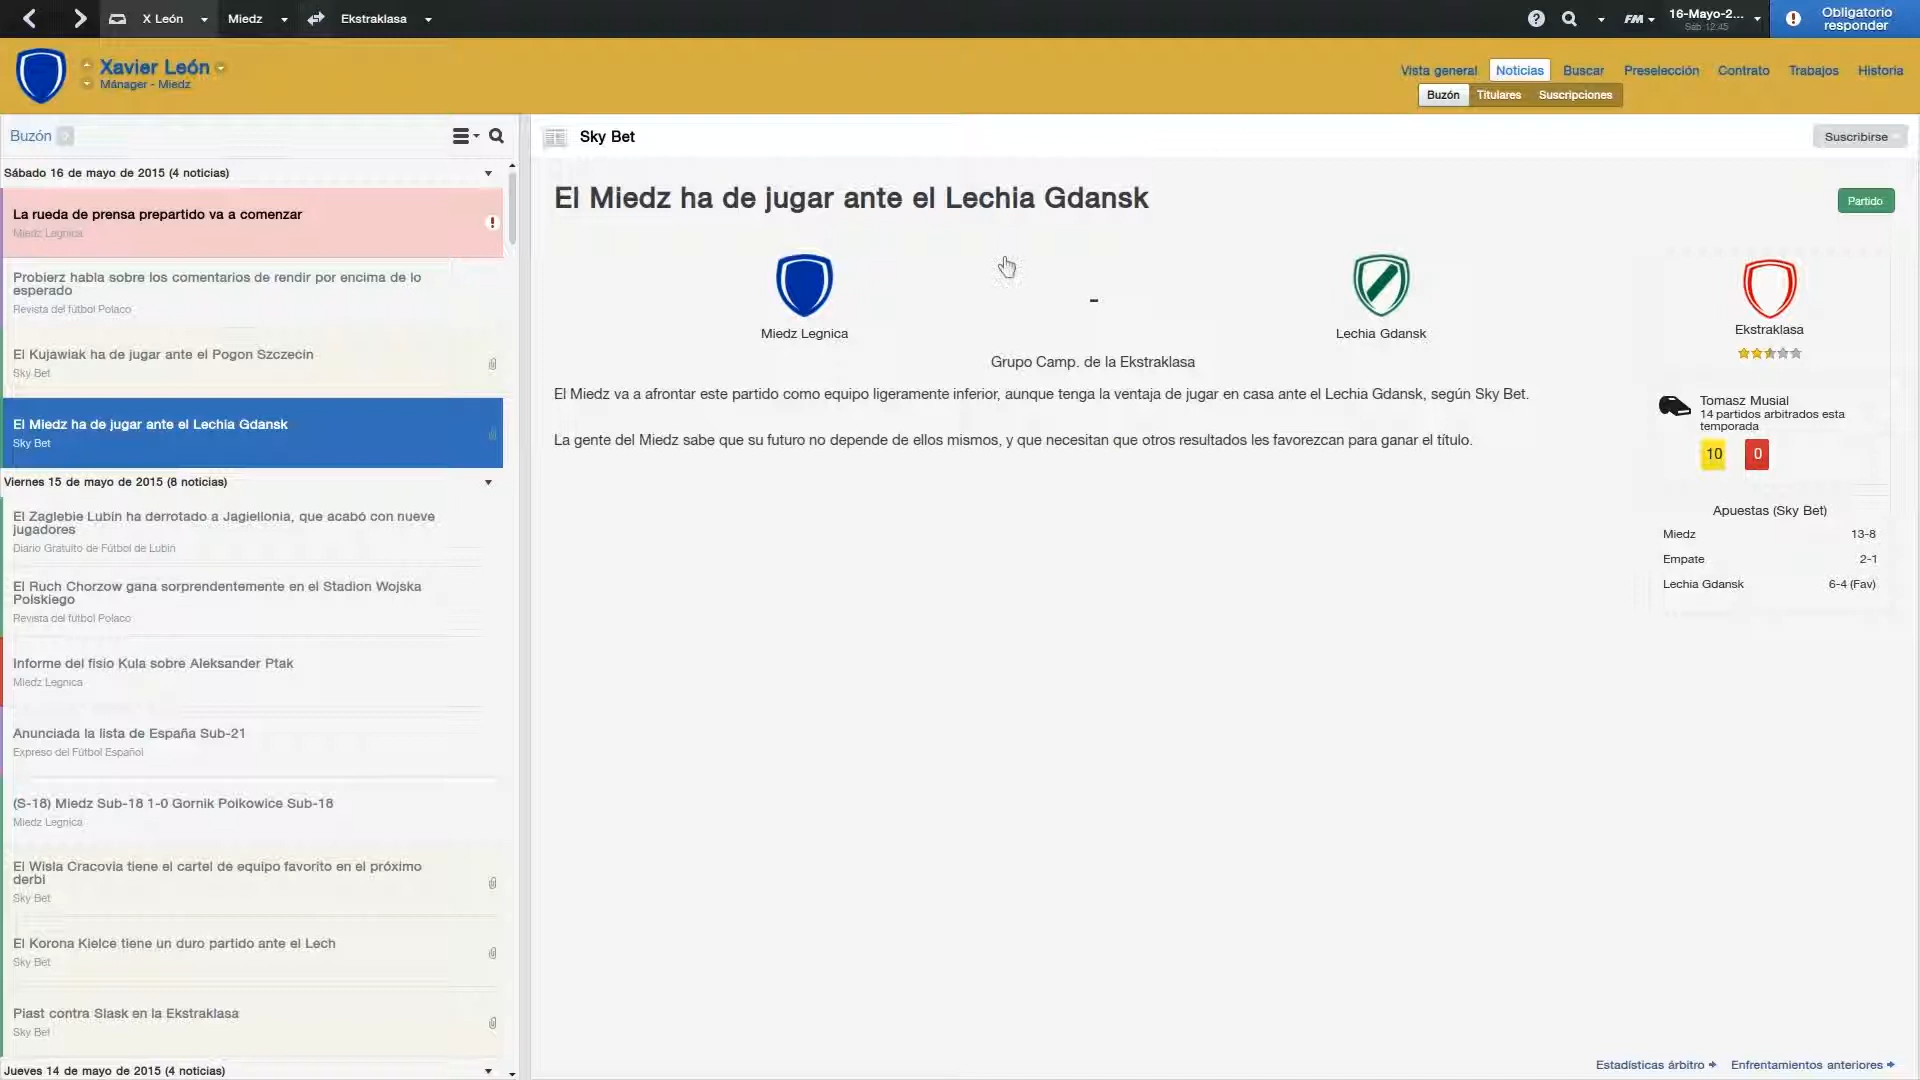 X León
Miedz
Ekstraklasa
FM
16-Mayo-2...
Sáb 12:45
Obligatorio
responder
Xavier León
Mánager - Miedz
Vista general
Noticias
Buscar
Preselección
Contrato
Trabajos
Historia
Buzón
Titulares
Suscripciones
Buzón
Sábado 16 de mayo de 2015 (4 noticias)
La rueda de prensa prepartido va a comenzar
Miedz Legnica
Probierz habla sobre los comentarios de rendir por encima de lo
esperado
Revista del fútbol Polaco
El Kujawiak ha de jugar ante el Pogon Szczecin
Sky Bet
El Miedz ha de jugar ante el Lechia Gdansk
Sky Bet
Viernes 15 de mayo de 2015 (8 noticias)
El Zaglebie Lubin ha derrotado a Jagiellonia, que acabó con nueve
jugadores
Diario Gratuito de Fútbol de Lubin
El Ruch Chorzow gana sorprendentemente en el Stadion Wojska
Polskiego
Revista del fútbol Polaco
Informe del fisio Kula sobre Aleksander Ptak
Miedz Legnica
Anunciada la lista de España Sub-21
Expreso del Fútbol Español
(S-18) Miedz Sub-18 1-0 Gornik Polkowice Sub-18
Miedz Legnica
El Wisla Cracovia tiene el cartel de equipo favorito en el próximo
derbi
Sky Bet
El Korona Kielce tiene un duro partido ante el Lech
Sky Bet
Piast contra Slask en la Ekstraklasa
Sky Bet
Jueves 14 de mayo de 2015 (4 noticias)
Sky Bet
Suscribirse
El Miedz ha de jugar ante el Lechia Gdansk
Partido
Miedz Legnica
-
Lechia Gdansk
Grupo Camp. de la Ekstraklasa
El Miedz va a afrontar este partido como equipo ligeramente inferior, aunque tenga la ventaja de jugar en casa ante el Lechia Gdansk, según Sky Bet.
La gente del Miedz sabe que su futuro no depende de ellos mismos, y que necesitan que otros resultados les favorezcan para ganar el título.
Ekstraklasa
Tomasz Musial
14 partidos arbitrados esta
temporada
10
0
Apuestas (Sky Bet)
Miedz 13-8
Empate 2-1
Lechia Gdansk 6-4 (Fav)
Estadísticas árbitro
Enfrentamientos anteriores